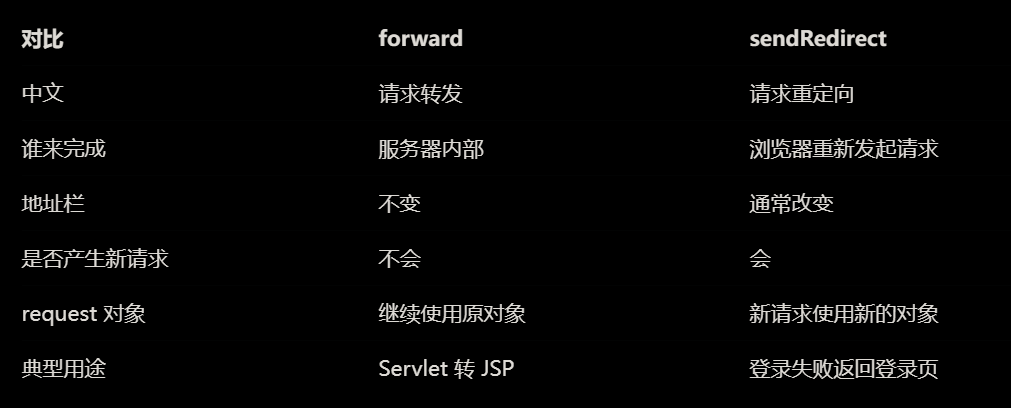 对比 forward sendRedirect
中文 请求转发 请求重定向
谁来完成 服务器内部 浏览器重新发起请求
地址栏 不变 通常改变
是否产生新请求 不会 会
request 对象 继续使用原对象 新请求使用新的对象
典型用途 Servlet 转 JSP 登录失败返回登录页